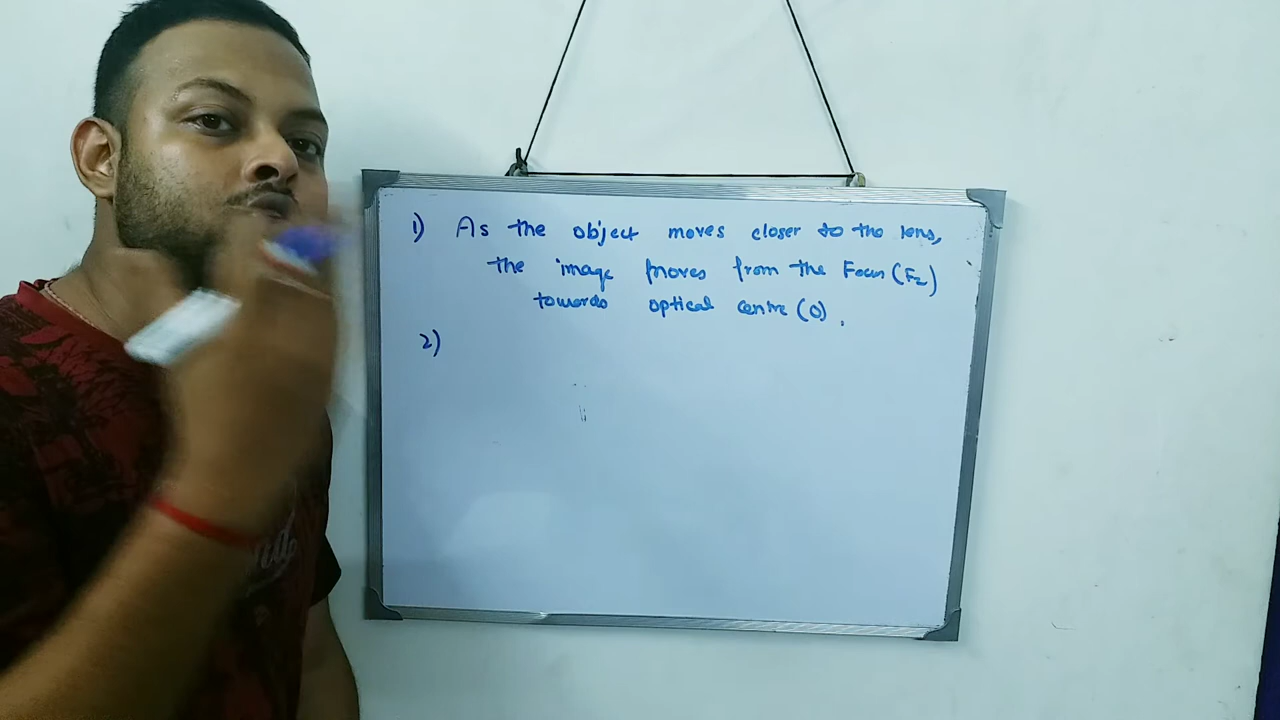 1) As the object moves closer to the lens,
the image moves from the Focus (F2)
towards optical centre (O).
2)